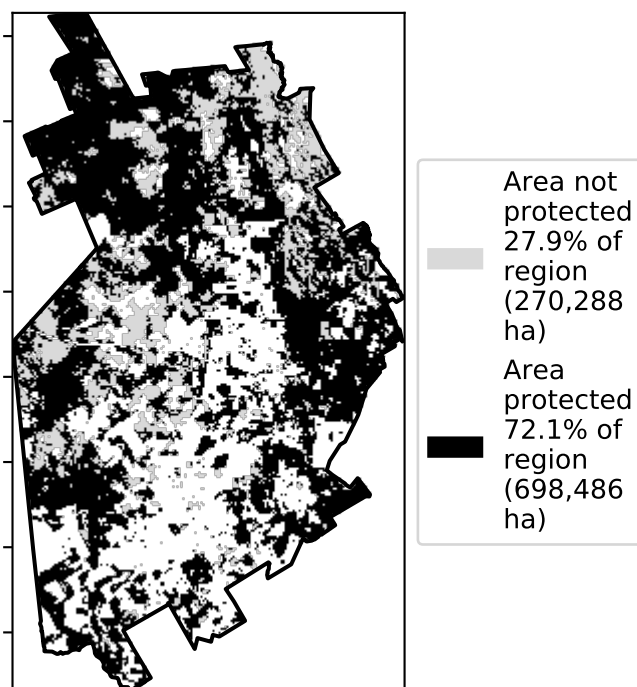 Area not
protected
27.9% of
region
(270,288
ha)
Area
protected
72.1% of
region
(698,486
ha)